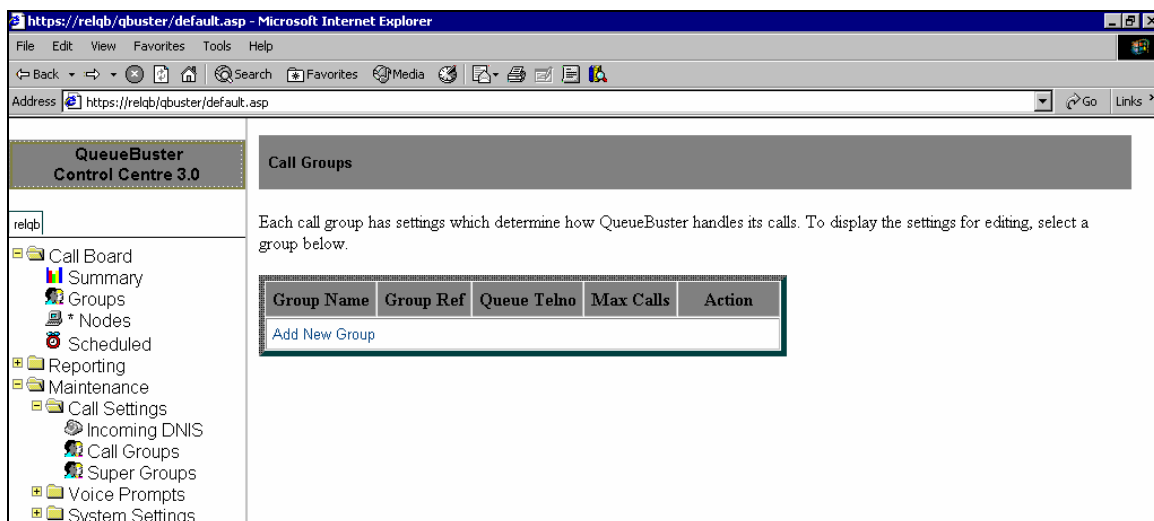 https://relqb/qbuster/default.asp - Microsoft Internet Explorer
File Edit View Favorites Tools Help
Back Search Favorites Media
Address https://relqb/qbuster/default.asp Go Links »
QueueBuster
Control Centre 3.0
relqb
Call Board
Summary
Groups
* Nodes
Scheduled
Reporting
Maintenance
Call Settings
Incoming DNIS
Call Groups
Super Groups
Voice Prompts
System Settings
Call Groups
Each call group has settings which determine how QueueBuster handles its calls. To display the settings for editing, select a
group below.
Group Name Group Ref Queue Telno Max Calls Action
Add New Group